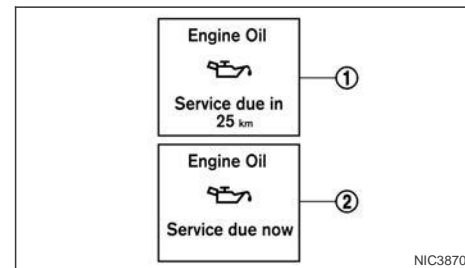 Engine Oil
Service due in
25 km
1
Engine Oil
Service due now
2
NIC3870